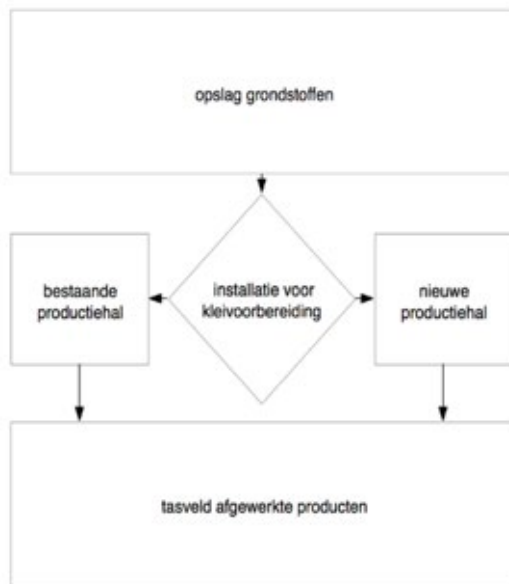 opslag grondstoffen
bestaande
productiehal
installatie voor
kleivoorbereiding
nieuwe
productiehal
tasveld afgewerkte producten